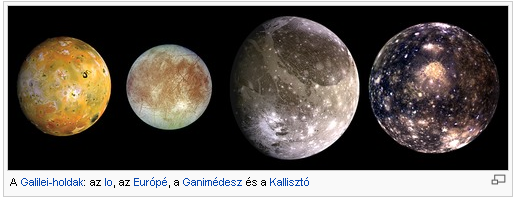 A Galilei-holdak: az Io, az Európé, a Ganimédesz és a Kallisztó